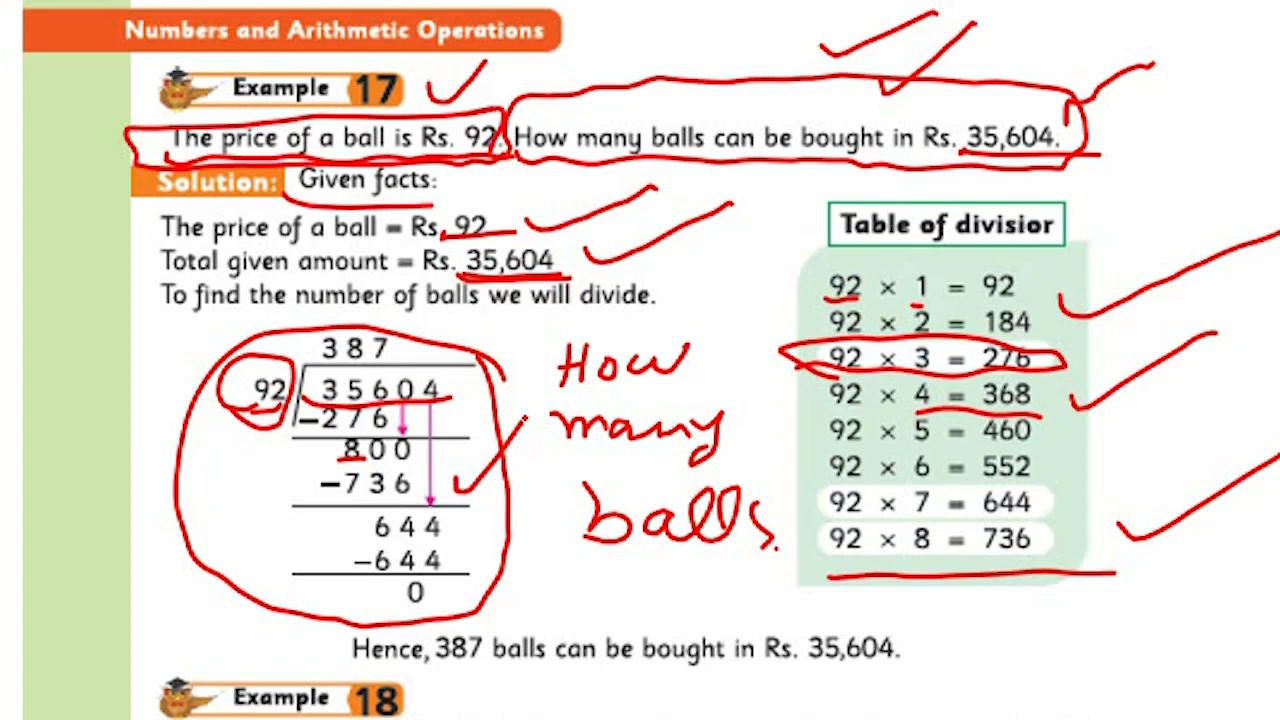 Numbers and Arithmetic Operations
Example 17
The price of a ball is Rs. 92. How many balls can be bought in Rs. 35,604.
Solution: Given facts:
The price of a ball = Rs. 92
Total given amount = Rs. 35,604
To find the number of balls we will divide.
387
92 35604
-276
800
-736
644
-644
0
How
many
balls.
Table of divisior
92 × 1 = 92
92 × 2 = 184
92 × 3 = 276
92 × 4 = 368
92 × 5 = 460
92 × 6 = 552
92 × 7 = 644
92 × 8 = 736
Hence, 387 balls can be bought in Rs. 35,604.
Example 18